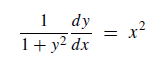 1/(1 + y²) dy/dx = x²